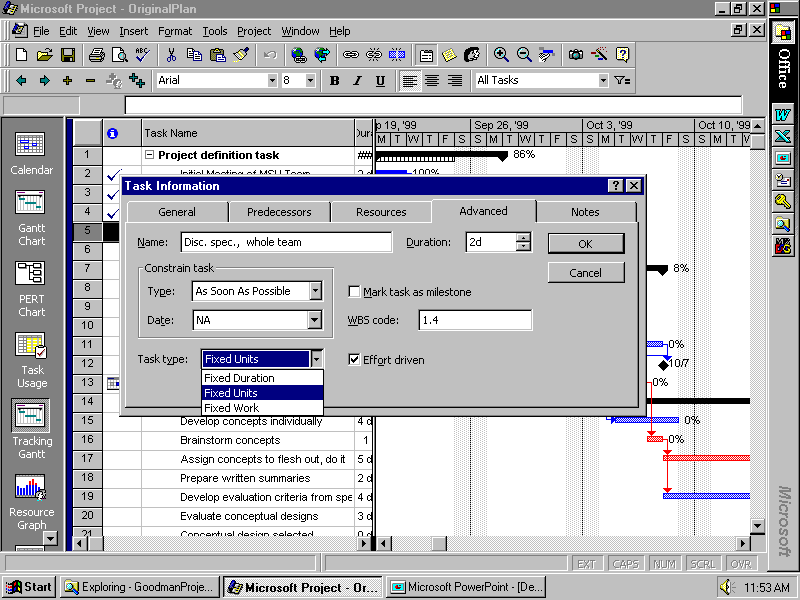 Microsoft Project - OriginalPlan
File Edit View Insert Format Tools Project Window Help
Arial 8 B I U All Tasks
Office
Task Name Dura p 19, '99 Sep 26, '99 Oct 3, '99 Oct 10, '99
M T W T F S S M T W T F S S M T W T F S S M T W
1 Project definition task ## 86%
2 Initial Meeting of MSU Team 2 d 100%
3
4
5
6
7 8%
8
9
10
11 0%
12 10/7
13 0%
14
15 Develop concepts individually 4 d 0%
16 Brainstorm concepts 1 0%
17 Assign concepts to flesh out, do it 5 d
18 Prepare written summaries 2 d
19 Develop evaluation criteria from spe 4 d
20 Evaluate conceptual designs 3 d
21 Conceptual design selected 0 d
Calendar
Gantt
Chart
PERT
Chart
Task
Usage
Tracking
Gantt
Resource
Graph
Task Information
General Predecessors Resources Advanced Notes
Name: Disc. spec., whole team Duration: 2d OK
Cancel
Constrain task
Type: As Soon As Possible Mark task as milestone
Date: NA WBS code: 1.4
Task type: Fixed Units Effort driven
Fixed Duration
Fixed Units
Fixed Work
Microsoft
EXT CAPS NUM SCRL OVR
Start Exploring - GoodmanProje... Microsoft Project - Or... Microsoft PowerPoint - [De... 11:53 AM